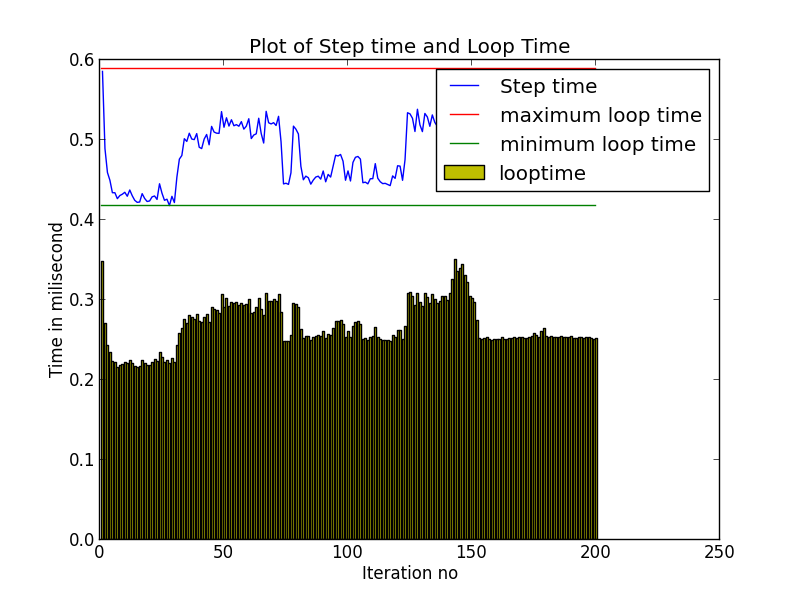 Plot of Step time and Loop Time
0.6
0.5
0.4
0.3
0.2
0.1
0.0
Time in milisecond
Step time
maximum loop time
minimum loop time
looptime
0 50 100 150 200 250
Iteration no